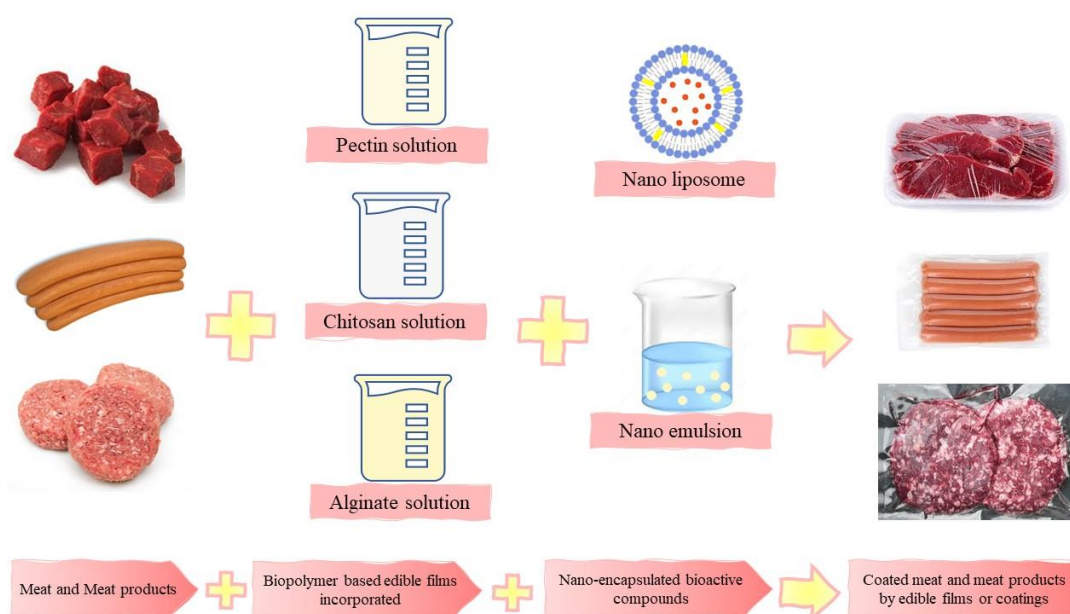 Pectin solution
Nano liposome
Chitosan solution
Nano emulsion
Alginate solution
Meat and Meat products
Biopolymer based edible films
incorporated
Nano-encapsulated bioactive
compounds
Coated meat and meat products
by edible films or coatings